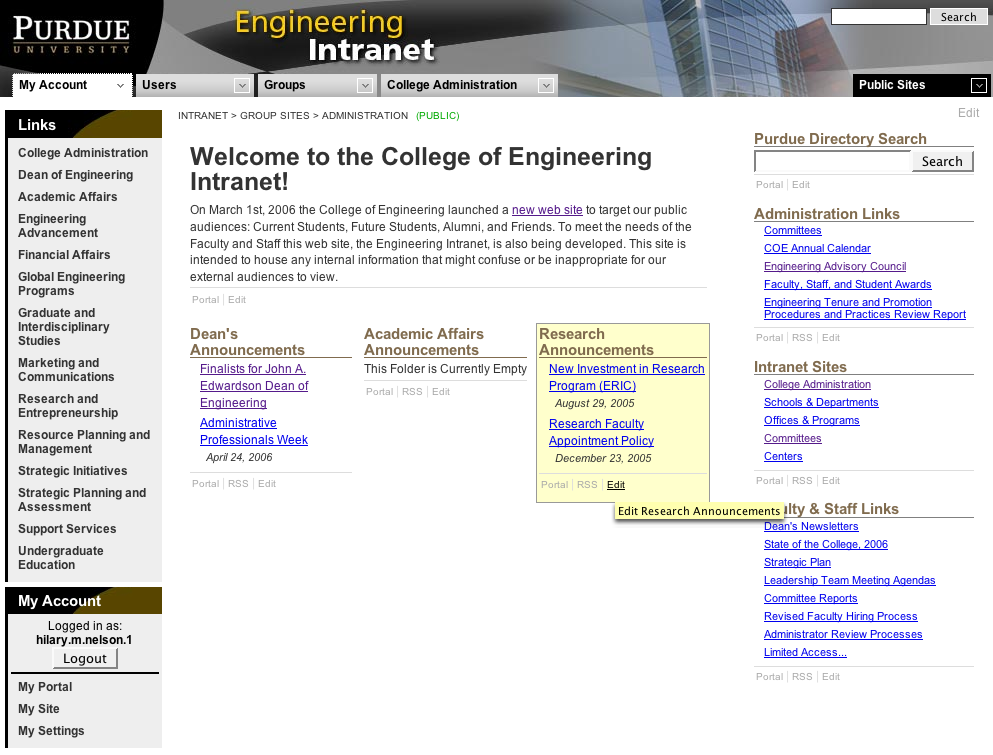 PURDUE
UNIVERSITY
Engineering
Intranet
Search
My Account
Users
Groups
College Administration
Public Sites
Links
College Administration
Dean of Engineering
Academic Affairs
Engineering
Advancement
Financial Affairs
Global Engineering
Programs
Graduate and
Interdisciplinary
Studies
Marketing and
Communications
Research and
Entrepreneurship
Resource Planning and
Management
Strategic Initiatives
Strategic Planning and
Assessment
Support Services
Undergraduate
Education
My Account
Logged in as:
hilary.m.nelson.1
Logout
My Portal
My Site
My Settings
INTRANET > GROUP SITES > ADMINISTRATION (PUBLIC)
Edit
Welcome to the College of Engineering
Intranet!
On March 1st, 2006 the College of Engineering launched a new web site to target our public
audiences: Current Students, Future Students, Alumni, and Friends. To meet the needs of the
Faculty and Staff this web site, the Engineering Intranet, is also being developed. This site is
intended to house any internal information that might confuse or be inappropriate for our
external audiences to view.
Portal Edit
Dean's
Announcements
Finalists for John A.
Edwardson Dean of
Engineering
Administrative
Professionals Week
April 24, 2006
Portal RSS Edit
Academic Affairs
Announcements
This Folder is Currently Empty
Portal RSS Edit
Research
Announcements
New Investment in Research
Program (ERIC)
August 29, 2005
Research Faculty
Appointment Policy
December 23, 2005
Portal RSS Edit
Edit Research Announcements
Purdue Directory Search
Search
Portal Edit
Administration Links
Committees
COE Annual Calendar
Engineering Advisory Council
Faculty, Staff, and Student Awards
Engineering Tenure and Promotion
Procedures and Practices Review Report
Portal RSS Edit
Intranet Sites
College Administration
Schools & Departments
Offices & Programs
Committees
Centers
Portal RSS Edit
ulty & Staff Links
Dean's Newsletters
State of the College, 2006
Strategic Plan
Leadership Team Meeting Agendas
Committee Reports
Revised Faculty Hiring Process
Administrator Review Processes
Limited Access...
Portal RSS Edit